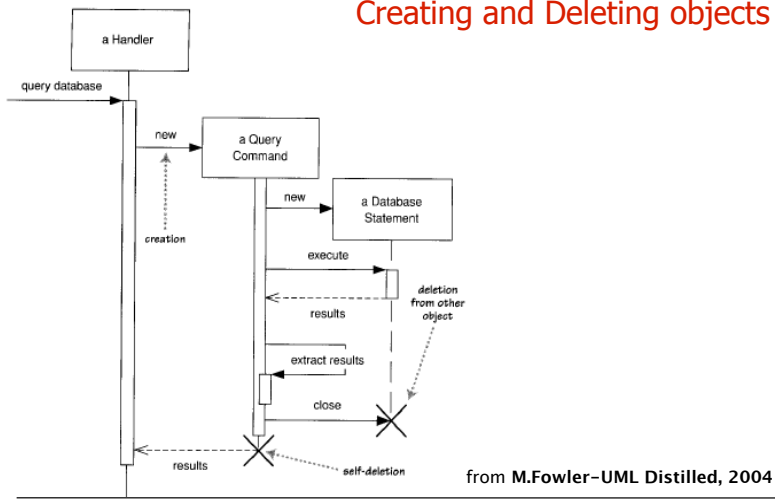 Creating and Deleting objects
a Handler
query database
new
a Query
Command
new
a Database
Statement
creation
execute
deletion
from other
object
results
extract results
close
results
self-deletion
from M.Fowler-UML Distilled, 2004